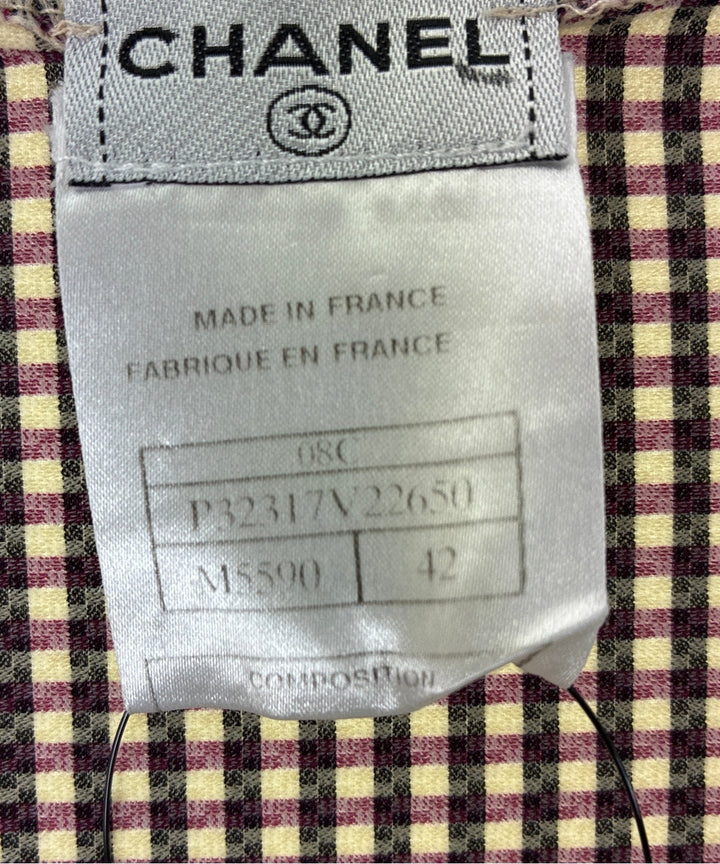 CHANEL
MADE IN FRANCE
FABRIQUE EN FRANCE
08C
P32317V22650
M5590 42
COMPOSITION